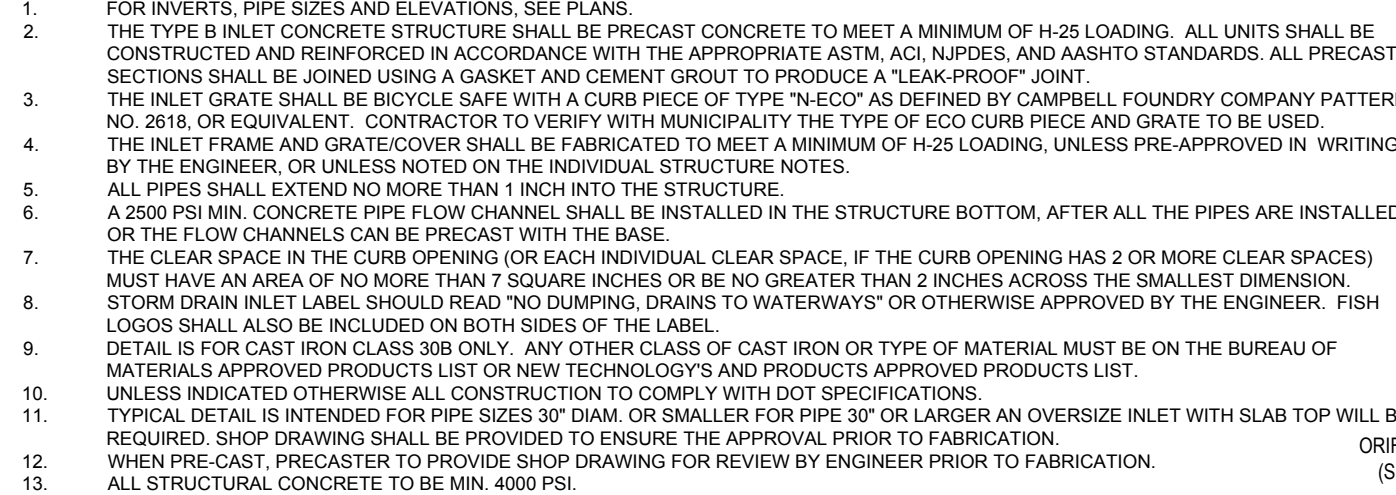 1. FOR INVERTS, PIPE SIZES AND ELEVATIONS, SEE PLANS.
2. THE TYPE B INLET CONCRETE STRUCTURE SHALL BE PRECAST CONCRETE TO MEET A MINIMUM OF H-25 LOADING. ALL UNITS SHALL BE
CONSTRUCTED AND REINFORCED IN ACCORDANCE WITH THE APPROPRIATE ASTM, ACI, NJPDES, AND AASHTO STANDARDS. ALL PRECAST
SECTIONS SHALL BE JOINED USING A GASKET AND CEMENT GROUT TO PRODUCE A "LEAK-PROOF" JOINT.
3. THE INLET GRATE SHALL BE BICYCLE SAFE WITH A CURB PIECE OF TYPE "N-ECO" AS DEFINED BY CAMPBELL FOUNDRY COMPANY PATTER
NO. 2618, OR EQUIVALENT. CONTRACTOR TO VERIFY WITH MUNICIPALITY THE TYPE OF ECO CURB PIECE AND GRATE TO BE USED.
4. THE INLET FRAME AND GRATE/COVER SHALL BE FABRICATED TO MEET A MINIMUM OF H-25 LOADING, UNLESS PRE-APPROVED IN WRITING
BY THE ENGINEER, OR UNLESS NOTED ON THE INDIVIDUAL STRUCTURE NOTES.
5. ALL PIPES SHALL EXTEND NO MORE THAN 1 INCH INTO THE STRUCTURE.
6. A 2500 PSI MIN. CONCRETE PIPE FLOW CHANNEL SHALL BE INSTALLED IN THE STRUCTURE BOTTOM, AFTER ALL THE PIPES ARE INSTALLED
OR THE FLOW CHANNELS CAN BE PRECAST WITH THE BASE.
7. THE CLEAR SPACE IN THE CURB OPENING (OR EACH INDIVIDUAL CLEAR SPACE, IF THE CURB OPENING HAS 2 OR MORE CLEAR SPACES)
MUST HAVE AN AREA OF NO MORE THAN 7 SQUARE INCHES OR BE NO GREATER THAN 2 INCHES ACROSS THE SMALLEST DIMENSION.
8. STORM DRAIN INLET LABEL SHOULD READ "NO DUMPING, DRAINS TO WATERWAYS" OR OTHERWISE APPROVED BY THE ENGINEER. FISH
LOGOS SHALL ALSO BE INCLUDED ON BOTH SIDES OF THE LABEL.
9. DETAIL IS FOR CAST IRON CLASS 30B ONLY. ANY OTHER CLASS OF CAST IRON OR TYPE OF MATERIAL MUST BE ON THE BUREAU OF
MATERIALS APPROVED PRODUCTS LIST OR NEW TECHNOLOGY'S AND PRODUCTS APPROVED PRODUCTS LIST.
10. UNLESS INDICATED OTHERWISE ALL CONSTRUCTION TO COMPLY WITH DOT SPECIFICATIONS.
11. TYPICAL DETAIL IS INTENDED FOR PIPE SIZES 30" DIAM. OR SMALLER FOR PIPE 30" OR LARGER AN OVERSIZE INLET WITH SLAB TOP WILL B
REQUIRED. SHOP DRAWING SHALL BE PROVIDED TO ENSURE THE APPROVAL PRIOR TO FABRICATION.
12. WHEN PRE-CAST, PRECASTER TO PROVIDE SHOP DRAWING FOR REVIEW BY ENGINEER PRIOR TO FABRICATION.
13. ALL STRUCTURAL CONCRETE TO BE MIN. 4000 PSI.
ORIF
(S